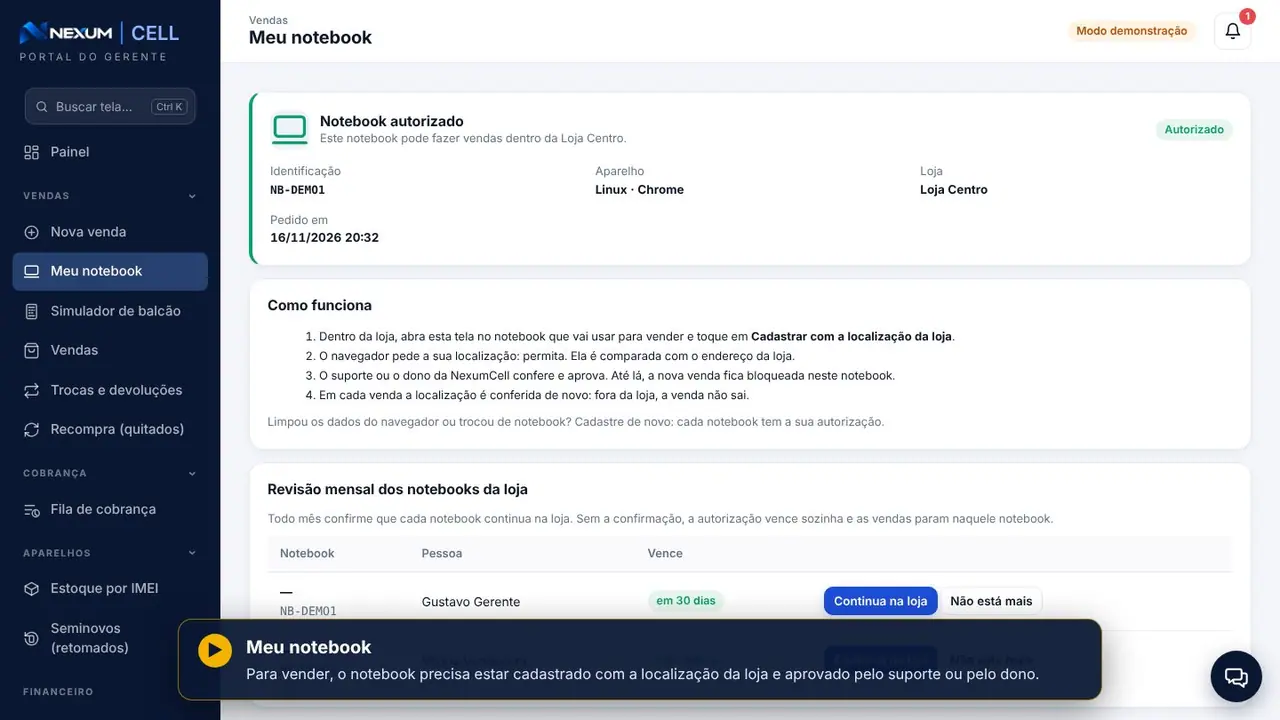 NEXUM | CELL
PORTAL DO GERENTE
Buscar tela... Ctrl K
Painel
VENDAS
Nova venda
Meu notebook
Simulador de balcão
Vendas
Trocas e devoluções
Recompra (quitados)
COBRANÇA
Fila de cobrança
APARELHOS
Estoque por IMEI
Seminovos
(retomados)
FINANCEIRO
Vendas
Meu notebook
Modo demonstração
1
Notebook autorizado
Este notebook pode fazer vendas dentro da Loja Centro.
Autorizado
Identificação Aparelho Loja
NB-DEMO1 Linux · Chrome Loja Centro
Pedido em
16/11/2026 20:32
Como funciona
1. Dentro da loja, abra esta tela no notebook que vai usar para vender e toque em Cadastrar com a localização da loja.
2. O navegador pede a sua localização: permita. Ela é comparada com o endereço da loja.
3. O suporte ou o dono da NexumCell confere e aprova. Até lá, a nova venda fica bloqueada neste notebook.
4. Em cada venda a localização é conferida de novo: fora da loja, a venda não sai.
Limpou os dados do navegador ou trocou de notebook? Cadastre de novo: cada notebook tem a sua autorização.
Revisão mensal dos notebooks da loja
Todo mês confirme que cada notebook continua na loja. Sem a confirmação, a autorização vence sozinha e as vendas param naquele notebook.
Notebook Pessoa Vence
—
NB-DEMO1 Gustavo Gerente em 30 dias Continua na loja Não está mais
Meu notebook
Para vender, o notebook precisa estar cadastrado com a localização da loja e aprovado pelo suporte ou pelo dono.